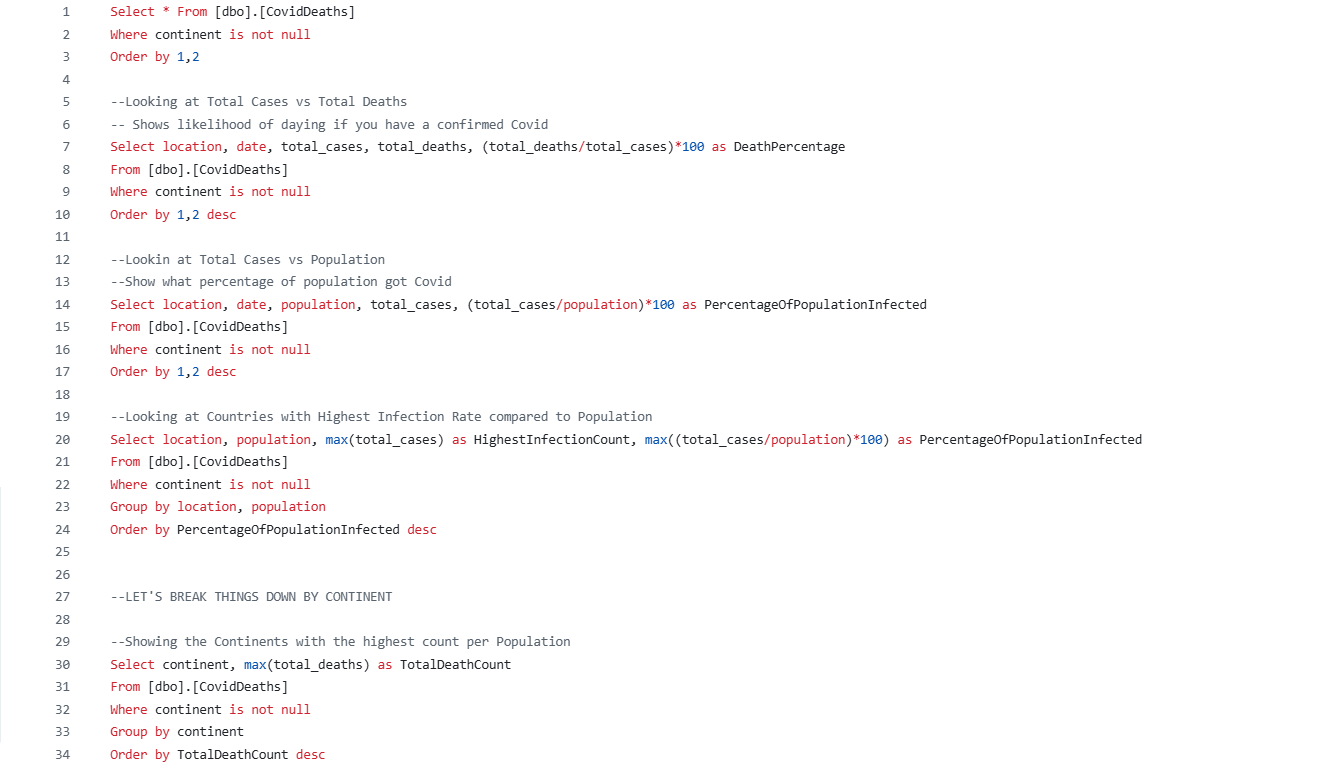 1 Select * From [dbo].[CovidDeaths]
2 Where continent is not null
3 Order by 1,2
4
5 --Looking at Total Cases vs Total Deaths
6 -- Shows likelihood of daying if you have a confirmed Covid
7 Select location, date, total_cases, total_deaths, (total_deaths/total_cases)*100 as DeathPercentage
8 From [dbo].[CovidDeaths]
9 Where continent is not null
10 Order by 1,2 desc
11
12 --Lookin at Total Cases vs Population
13 --Show what percentage of population got Covid
14 Select location, date, population, total_cases, (total_cases/population)*100 as PercentageOfPopulationInfected
15 From [dbo].[CovidDeaths]
16 Where continent is not null
17 Order by 1,2 desc
18
19 --Looking at Countries with Highest Infection Rate compared to Population
20 Select location, population, max(total_cases) as HighestInfectionCount, max((total_cases/population)*100) as PercentageOfPopulationInfected
21 From [dbo].[CovidDeaths]
22 Where continent is not null
23 Group by location, population
24 Order by PercentageOfPopulationInfected desc
25
26
27 --LET'S BREAK THINGS DOWN BY CONTINENT
28
29 --Showing the Continents with the highest count per Population
30 Select continent, max(total_deaths) as TotalDeathCount
31 From [dbo].[CovidDeaths]
32 Where continent is not null
33 Group by continent
34 Order by TotalDeathCount desc